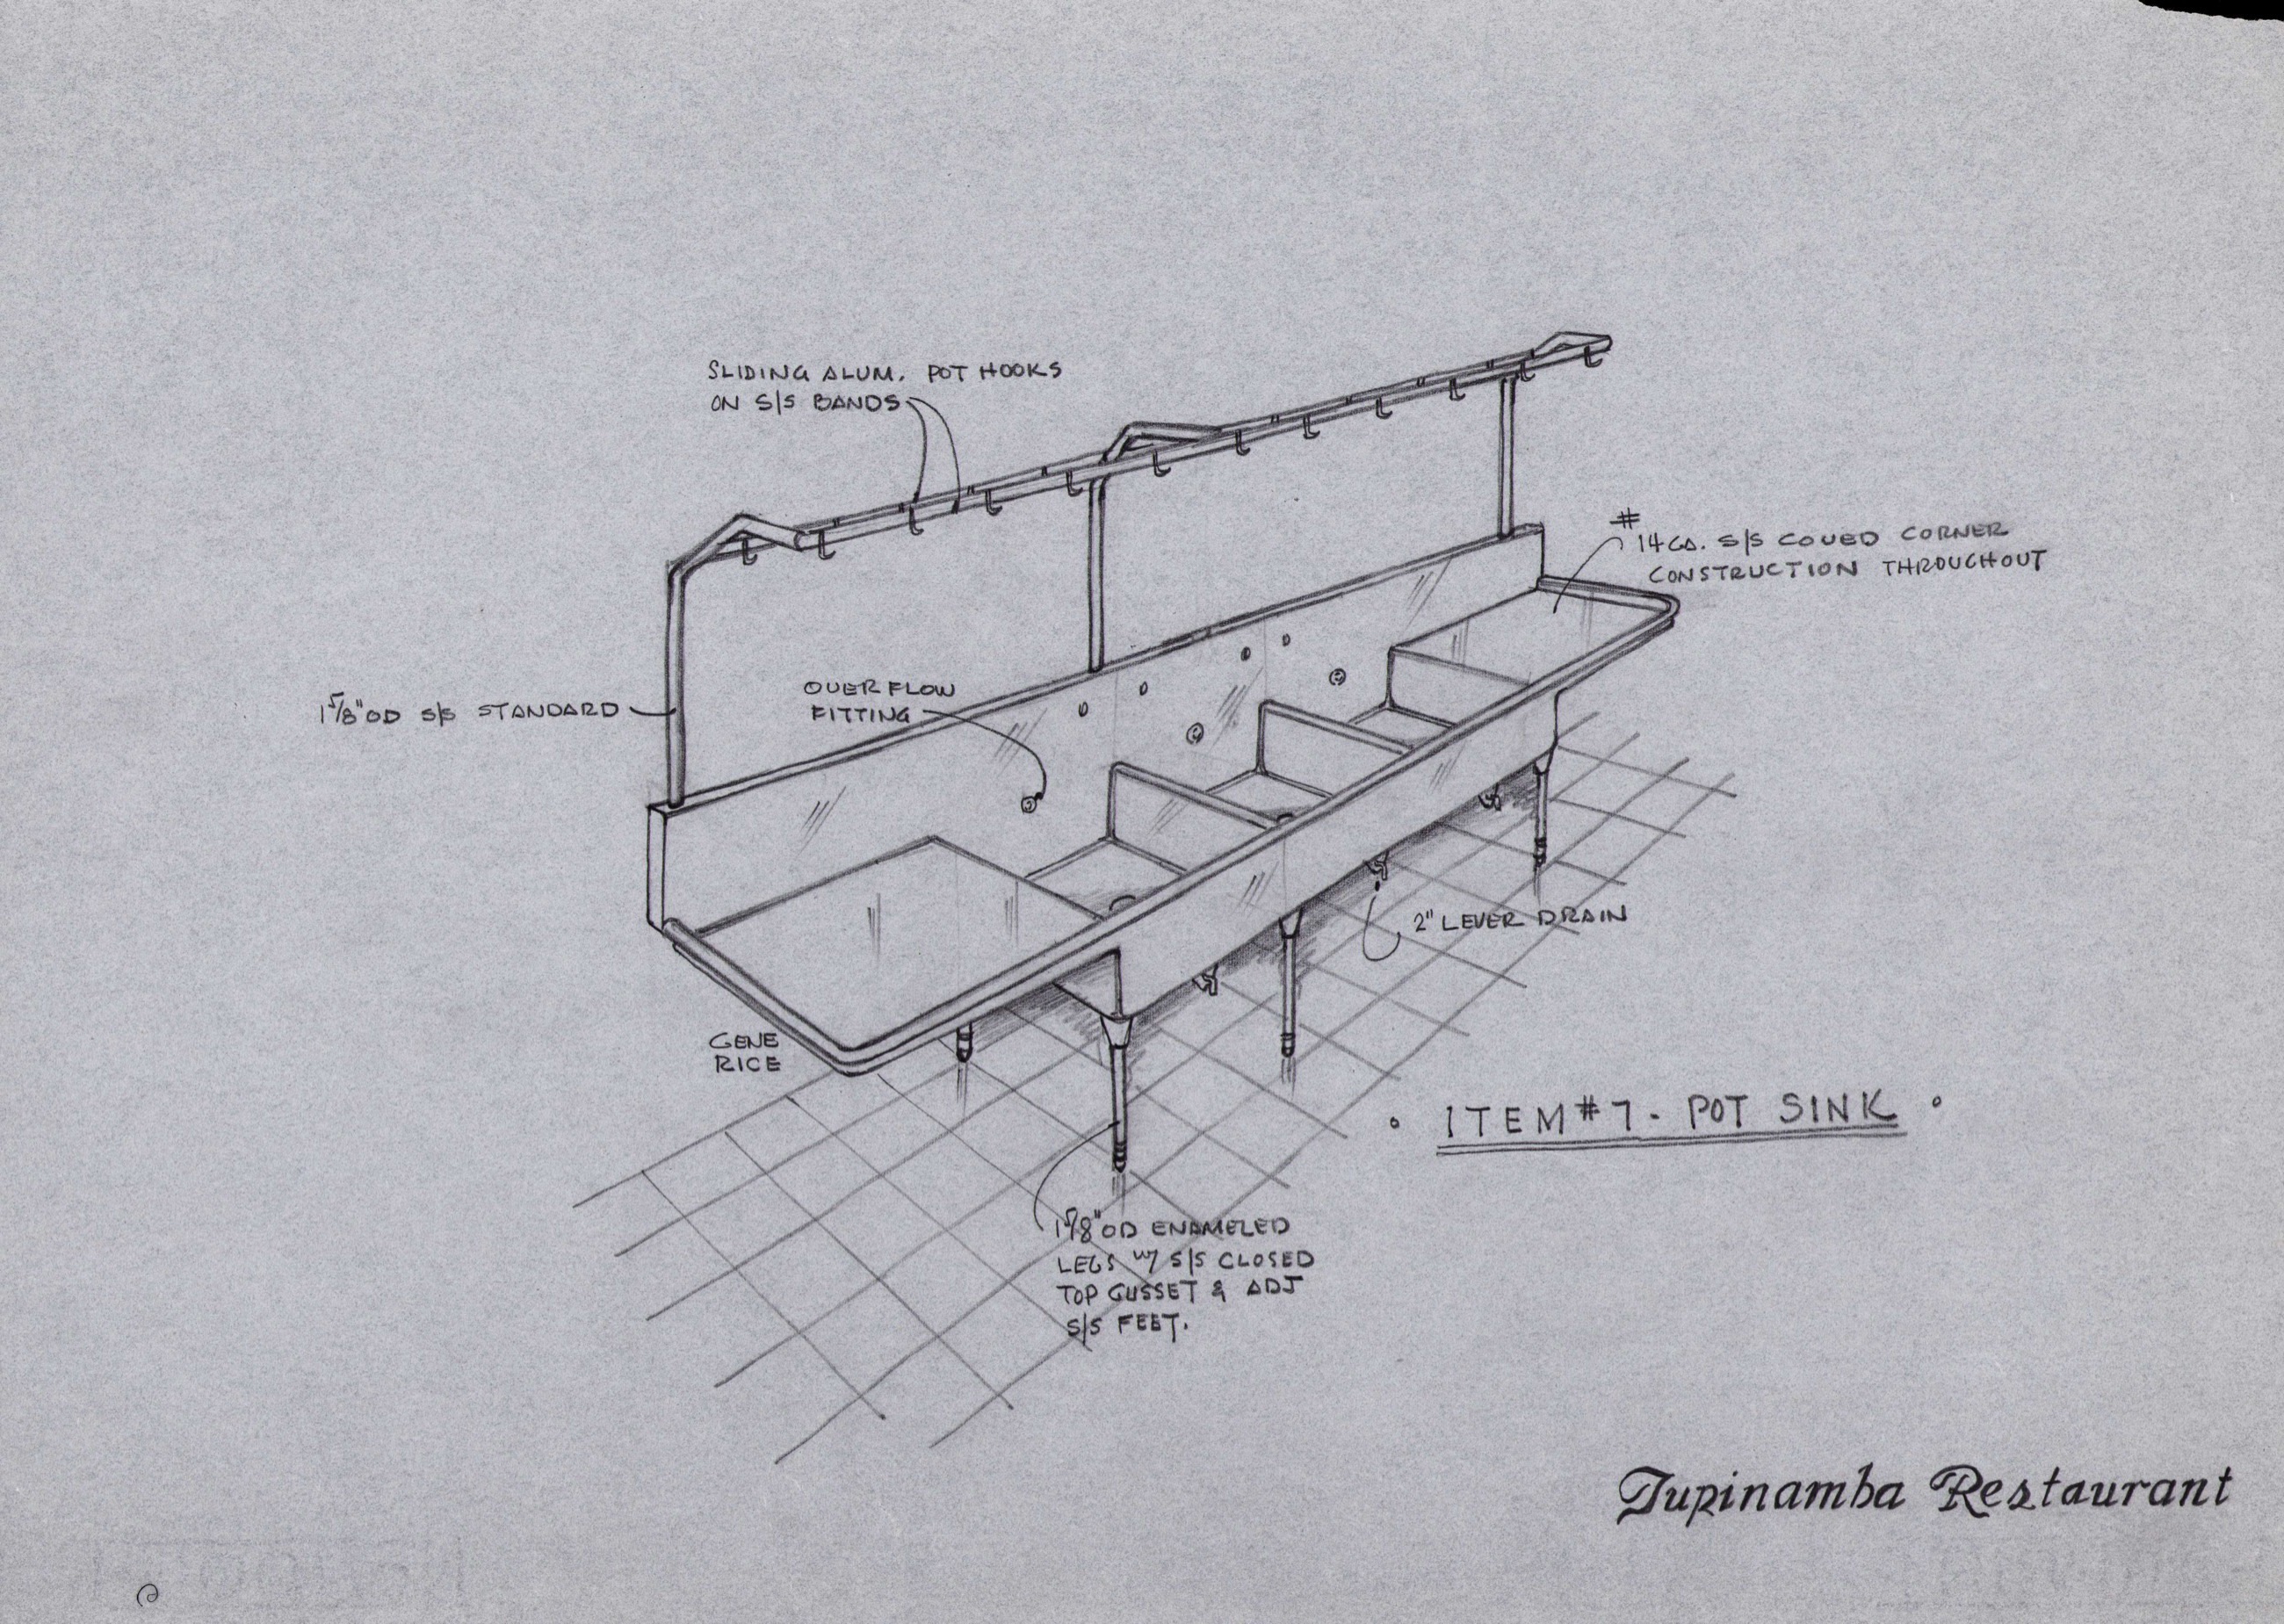 SLIDING ALUM. POT HOOKS
ON S/S BANDS
#
14 GA. S/S COVED CORNER
CONSTRUCTION THROUGHOUT
1 5/8" OD S/S STANDARD
OVERFLOW
FITTING
2" LEVER DRAIN
GENE
RICE
• ITEM #7 - POT SINK •
1 5/8" OD ENAMELED
LEGS W/ S/S CLOSED
TOP GUSSET & ADJ
S/S FEET.
Tupinamba Restaurant